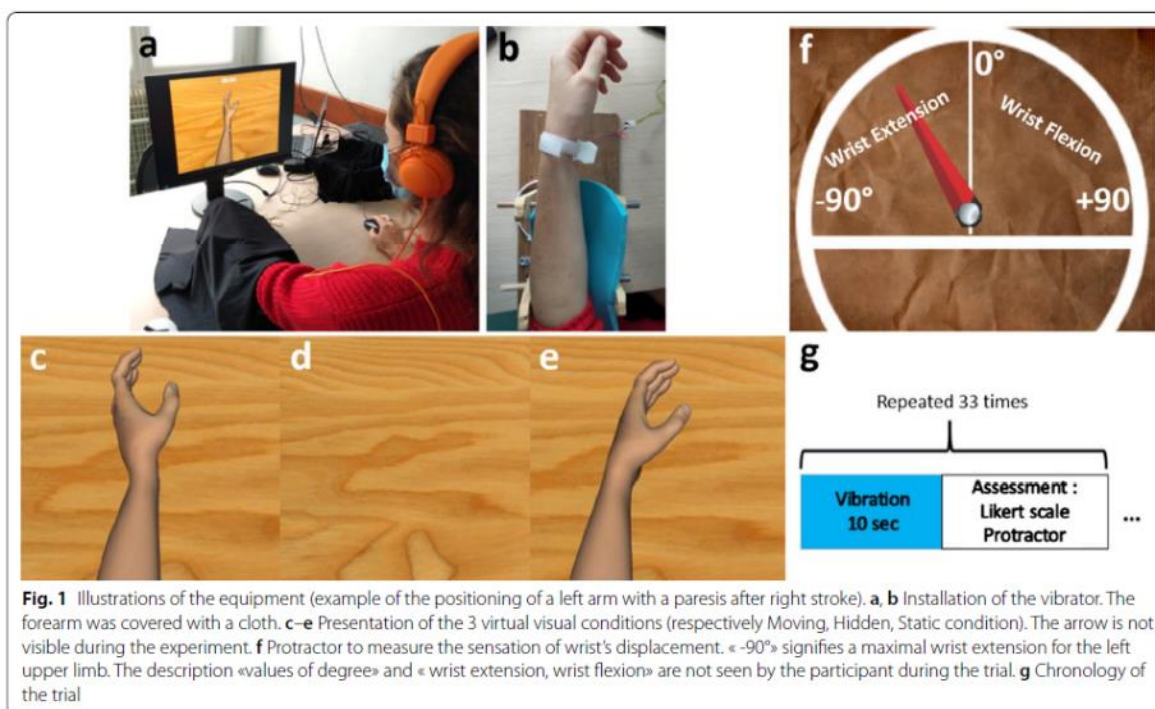 a
b
f
0°
Wrist Extension
Wrist Flexion
-90°
+90
c
d
e
g
Repeated 33 times
Vibration
10 sec
Assessment :
Likert scale
Protractor
...
Fig. 1 Illustrations of the equipment (example of the positioning of a left arm with a paresis after right stroke). a, b Installation of the vibrator. The
forearm was covered with a cloth. c–e Presentation of the 3 virtual visual conditions (respectively Moving, Hidden, Static condition). The arrow is not
visible during the experiment. f Protractor to measure the sensation of wrist's displacement. « -90°» signifies a maximal wrist extension for the left
upper limb. The description «values of degree» and « wrist extension, wrist flexion» are not seen by the participant during the trial. g Chronology of
the trial